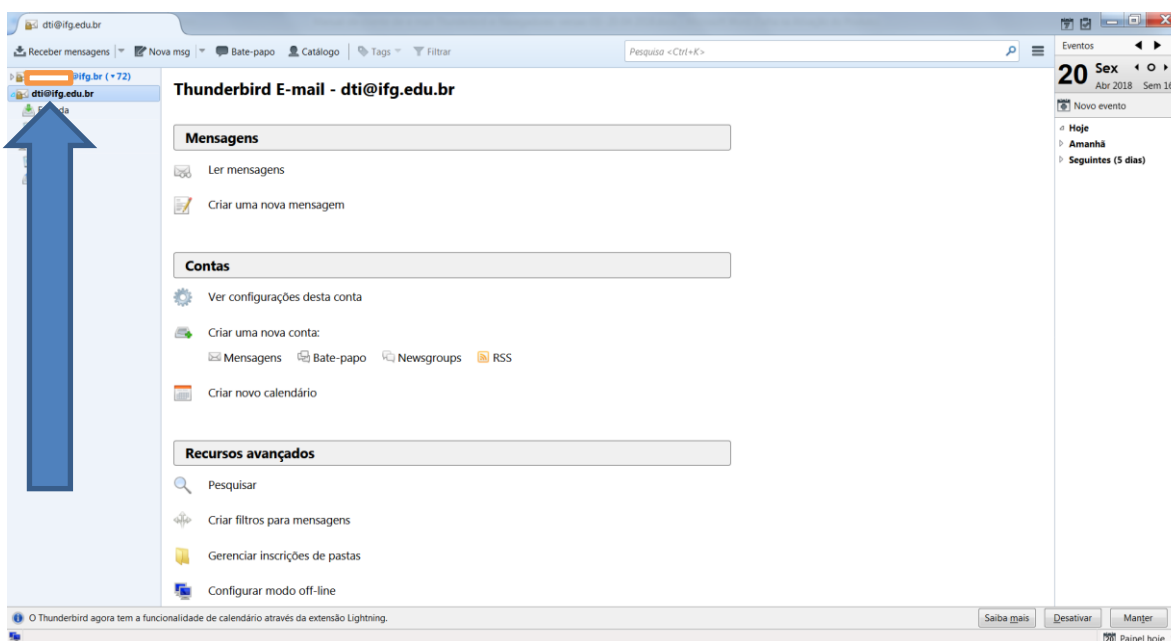 dti@ifg.edu.br
Receber mensagens Nova msg Bate-papo Catálogo Tags Filtrar
Pesquisa <Ctrl+K>
@ifg.br (72)
dti@ifg.edu.br
Thunderbird E-mail - dti@ifg.edu.br
Mensagens
Ler mensagens
Criar uma nova mensagem
Contas
Ver configurações desta conta
Criar uma nova conta:
Mensagens Bate-papo Newsgroups RSS
Criar novo calendário
Recursos avançados
Pesquisar
Criar filtros para mensagens
Gerenciar inscrições de pastas
Configurar modo off-line
Eventos
20 Sex
Abr 2018 Sem 16
Novo evento
Hoje
Amanhã
Seguintes (5 dias)
O Thunderbird agora tem a funcionalidade de calendário através da extensão Lightning.
Saiba mais Desativar Manter
20 Painel hoje